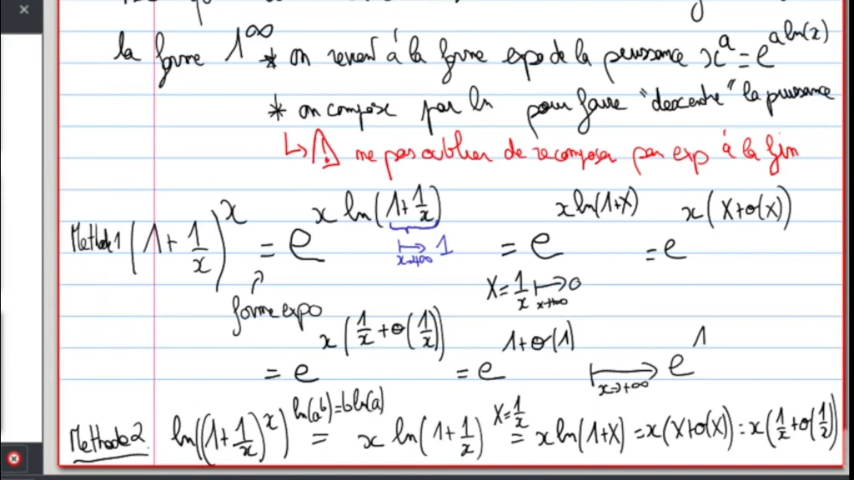 la forme 1^∞ * on revient à la forme expo de la puissance x^a = e^{a ln(x)}
* on compose par ln pour faire "descendre" la puissance
↳ ⚠ ne pas oublier de recomposer par exp à la fin
Méthode 1 (1 + 1/x)^x = e^{x ln(1+1/x)} = e^{x ln(1+X)} = e^{x(X+o(X))}
⟼ 1
x→+∞
X = 1/x ⟼ 0
x→+∞
forme expo
= e^{x(1/x + o(1/x))} = e^{1+o(1)} ⟼ e^1
x→+∞
Méthode 2 ln((1+1/x)^x) = x ln(1+1/x) = x ln(1+X) = x(X+o(X)) = x(1/x + o(1/x))
ln(a^b)=bln(a)
X = 1/x